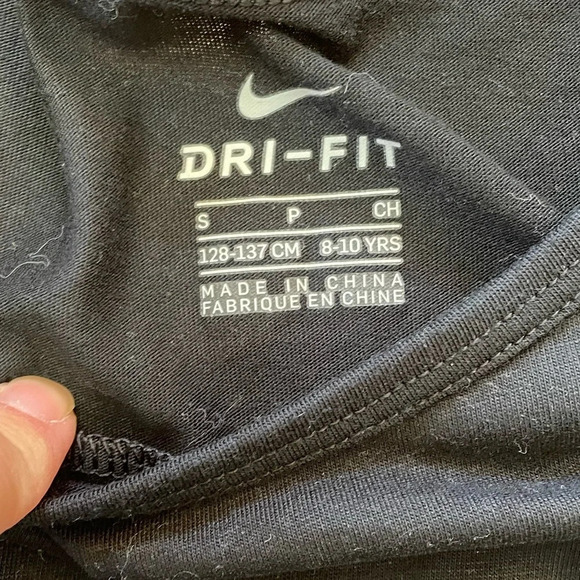 DRI-FIT
S P CH
128-137 CM 8-10 YRS
MADE IN CHINA
FABRIQUE EN CHINE